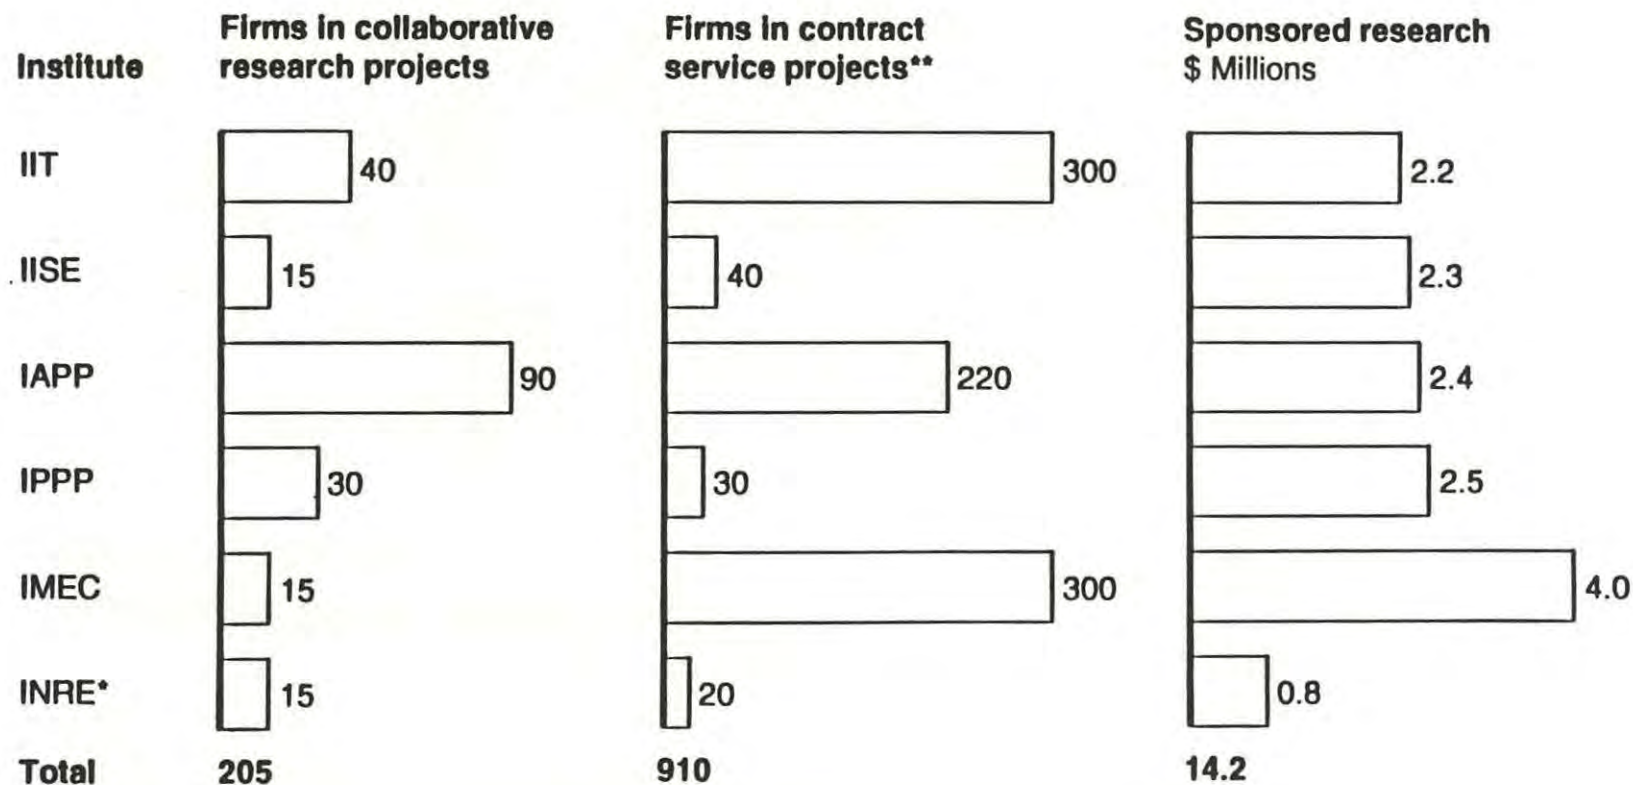 Institute Firms in collaborative research projects Firms in contract service projects** Sponsored research $ Millions
IIT 40 300 2.2
IISE 15 40 2.3
IAPP 90 220 2.4
IPPP 30 30 2.5
IMEC 15 300 4.0
INRE* 15 20 0.8
Total 205 910 14.2